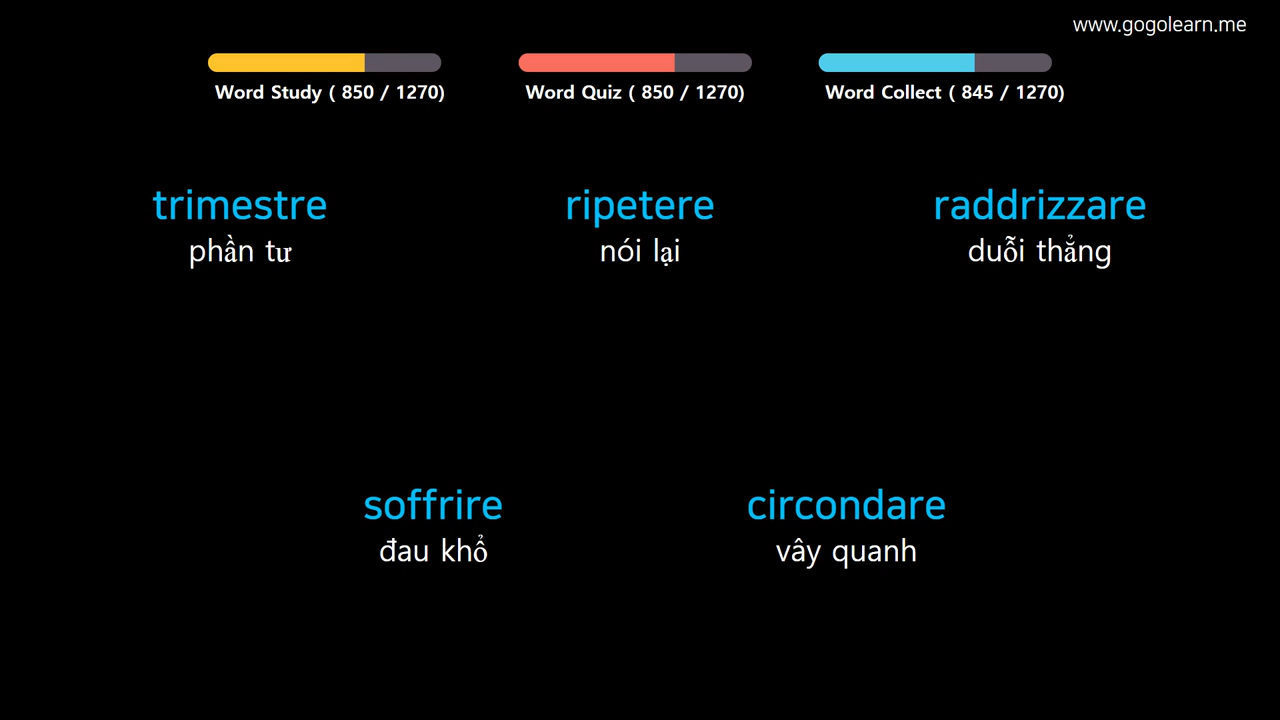 www.gogolearn.me
Word Study ( 850 / 1270)
Word Quiz ( 850 / 1270)
Word Collect ( 845 / 1270)
trimestre
phần tư
ripetere
nói lại
raddrizzare
duỗi thẳng
soffrire
đau khổ
circondare
vây quanh